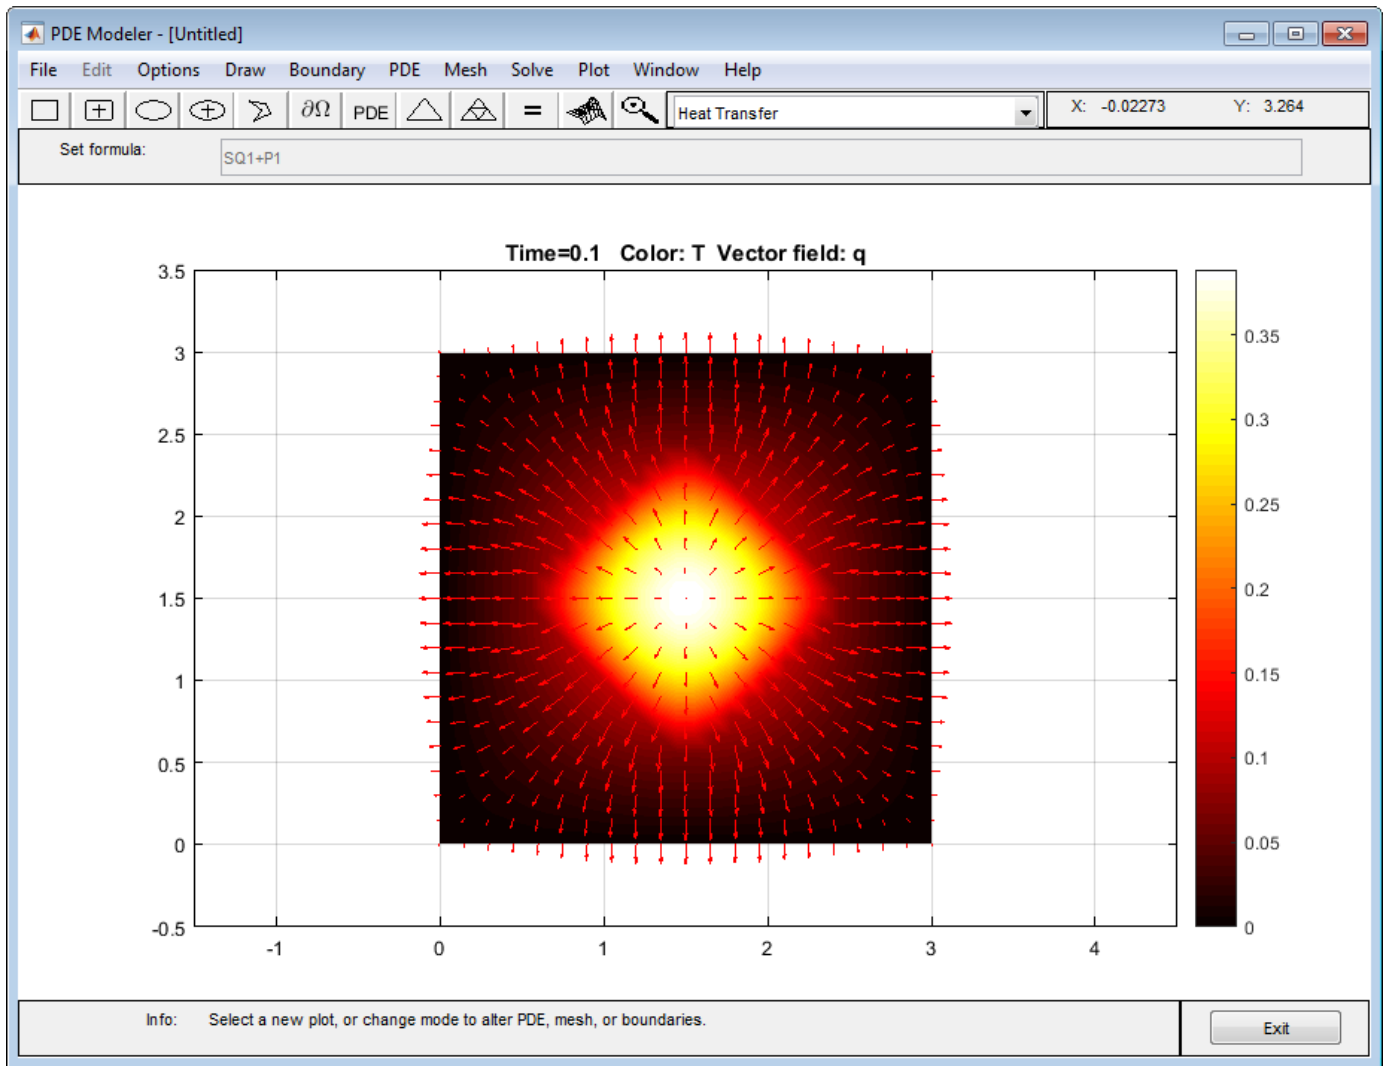 PDE Modeler - [Untitled]
File Edit Options Draw Boundary PDE Mesh Solve Plot Window Help
∂Ω PDE = Heat Transfer X: -0.02273 Y: 3.264
Set formula: SQ1+P1
Time=0.1 Color: T Vector field: q
3.5
3
2.5
2
1.5
1
0.5
0
-0.5
-1 0 1 2 3 4
0.35
0.3
0.25
0.2
0.15
0.1
0.05
0
Info: Select a new plot, or change mode to alter PDE, mesh, or boundaries.
Exit